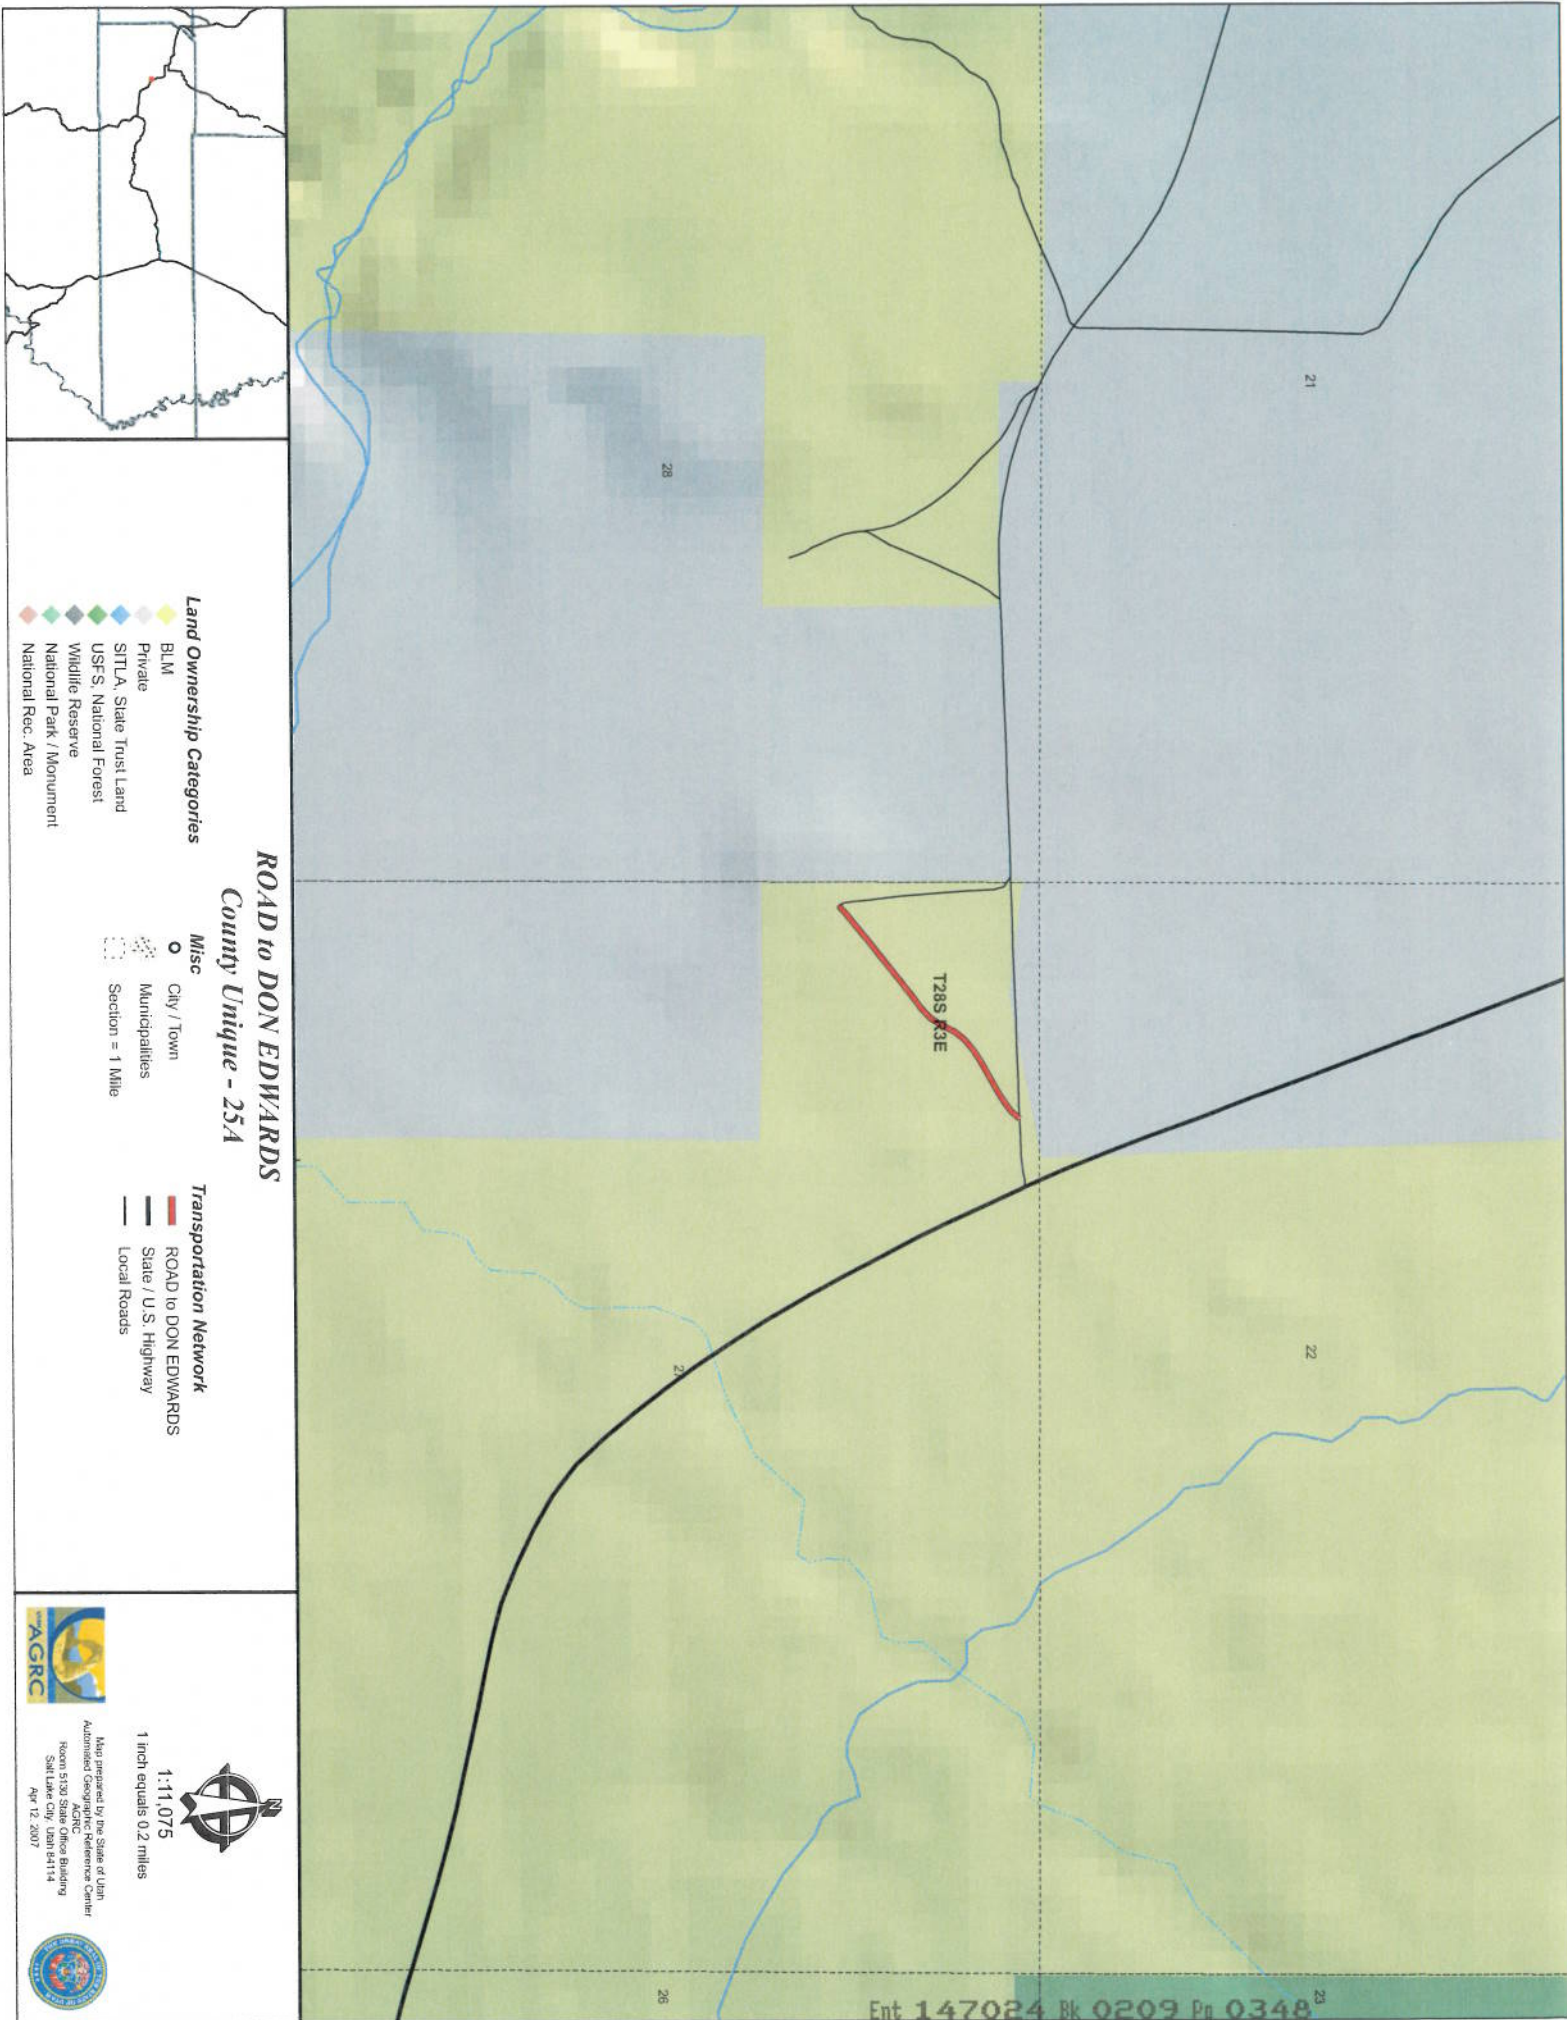 21
22
23
28
T28S R3E
27
26
Ent 147024 Bk 0209 Pg 0348
ROAD to DON EDWARDS
County Unique - 25A
Land Ownership Categories
BLM
Private
SITLA, State Trust Land
USFS, National Forest
Wildlife Reserve
National Park / Monument
National Rec. Area
Misc
City / Town
Municipalities
Section = 1 Mile
Transportation Network
ROAD to DON EDWARDS
State / U.S. Highway
Local Roads
N
1:11,075
1 inch equals 0.2 miles
AGRC
Map prepared by the State of Utah
Automated Geographic Reference Center
AGRC
Room 5130 State Office Building
Salt Lake City, Utah 84114
Apr 12, 2007